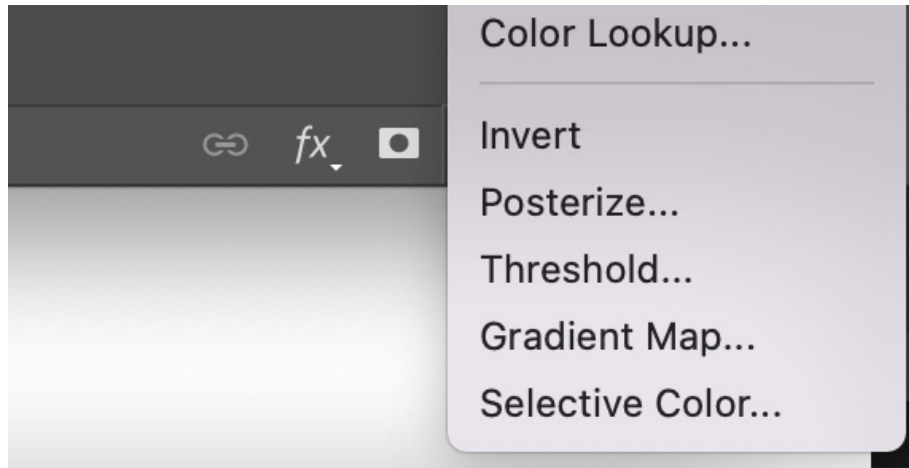 Color Lookup...
fx
Invert
Posterize...
Threshold...
Gradient Map...
Selective Color...